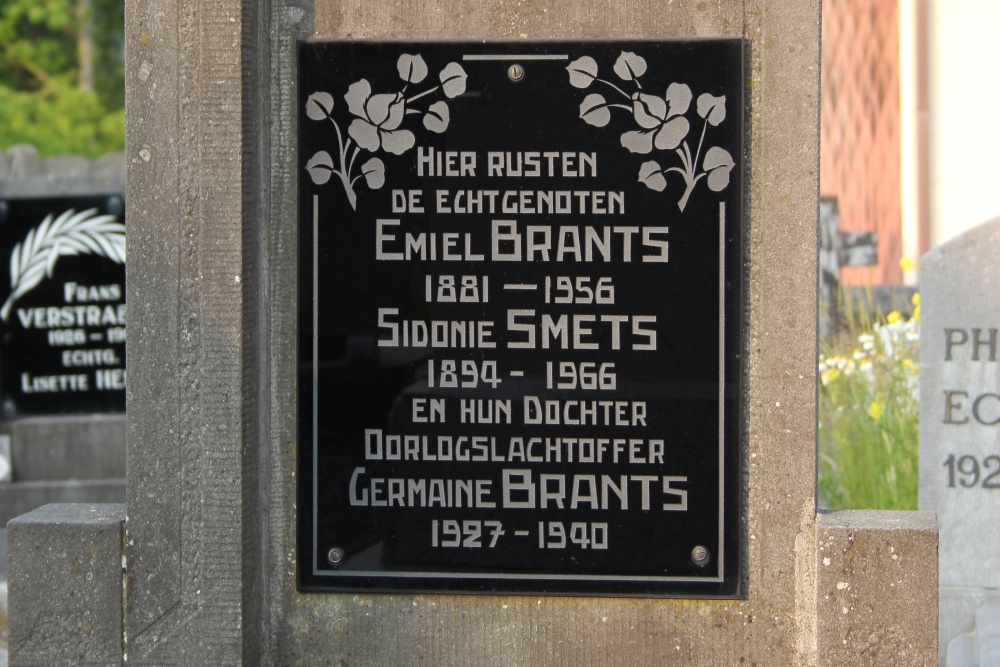 HIER RUSTEN
DE ECHTGENOTEN
EMIEL BRANTS
1881 - 1956
SIDONIE SMETS
1894 - 1966
EN HUN DOCHTER
OORLOGSLACHTOFFER
GERMAINE BRANTS
1927 - 1940
FRANS
1926 -
ECHTG.
LISETTE